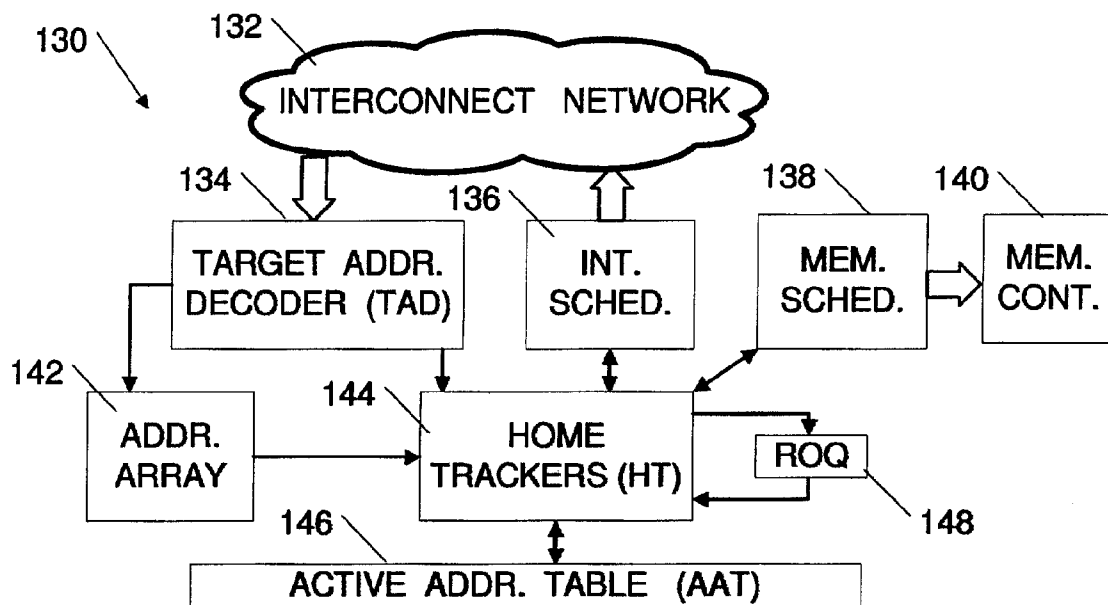 130
132
INTERCONNECT NETWORK
134
136
138
140
TARGET ADDR.
DECODER (TAD)
INT.
SCHED.
MEM.
SCHED.
MEM.
CONT.
142
144
ADDR.
ARRAY
HOME
TRACKERS (HT)
ROQ
148
146
ACTIVE ADDR. TABLE (AAT)